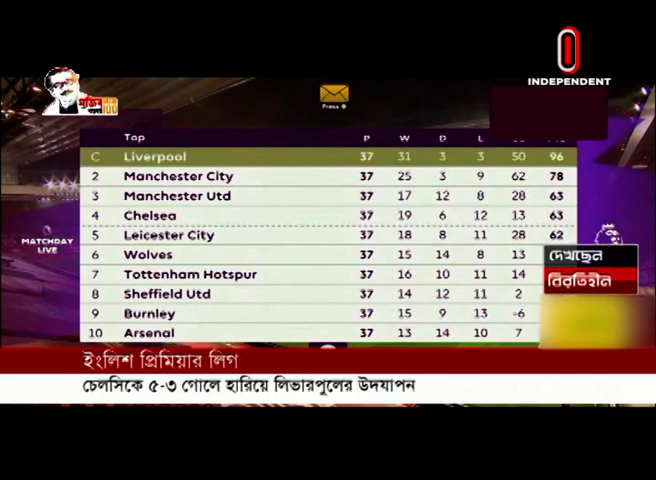 INDEPENDENT
100
Press
Top P W D L
C Liverpool 37 31 3 3 50 96
2 Manchester City 37 25 3 9 62 78
3 Manchester Utd 37 17 12 8 28 63
4 Chelsea 37 19 6 12 13 63
5 Leicester City 37 18 8 11 28 62
6 Wolves 37 15 14 8 13
7 Tottenham Hotspur 37 16 10 11 14
8 Sheffield Utd 37 14 12 11 2
9 Burnley 37 15 9 13 -6
10 Arsenal 37 13 14 10 7
MATCHDAY
LIVE
দেখছেন
বিরতিহীন
ইংলিশ প্রিমিয়ার লিগ
চেলসিকে ৫-৩ গোলে হারিয়ে লিভারপুলের উদযাপন